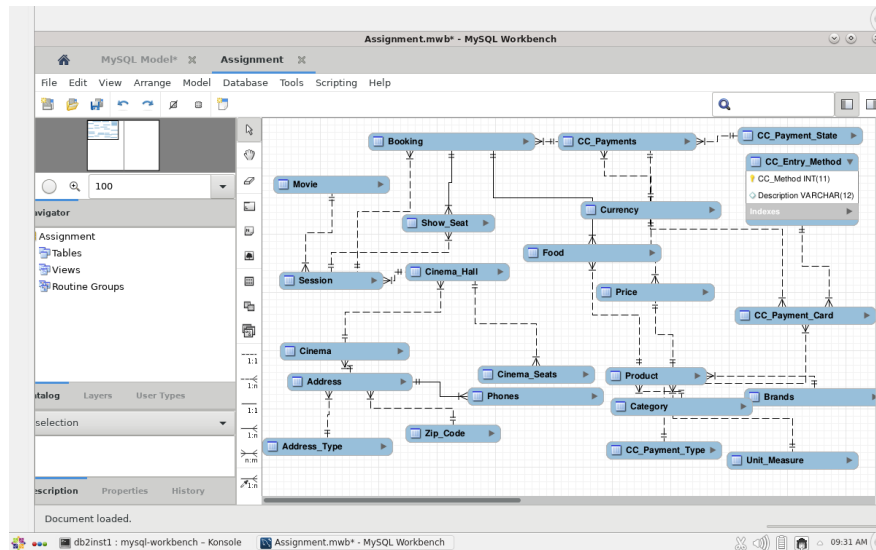 Assignment.mwb* - MySQL Workbench
MySQL Model*
Assignment
File Edit View Arrange Model Database Tools Scripting Help
100
avigator
Assignment
Tables
Views
Routine Groups
atalog Layers User Types
selection
escription Properties History
1:1
1:n
1:1
1:n
n:m
1:n
Booking
CC_Payments
CC_Payment_State
CC_Entry_Method
CC_Method INT(11)
Description VARCHAR(12)
Indexes
Movie
Show_Seat
Currency
Food
Session
Cinema_Hall
Price
CC_Payment_Card
Cinema
Cinema_Seats
Product
Address
Phones
Brands
Category
Zip_Code
Address_Type
CC_Payment_Type
Unit_Measure
Document loaded.
db2inst1 : mysql-workbench – Konsole
Assignment.mwb* - MySQL Workbench
09:31 AM